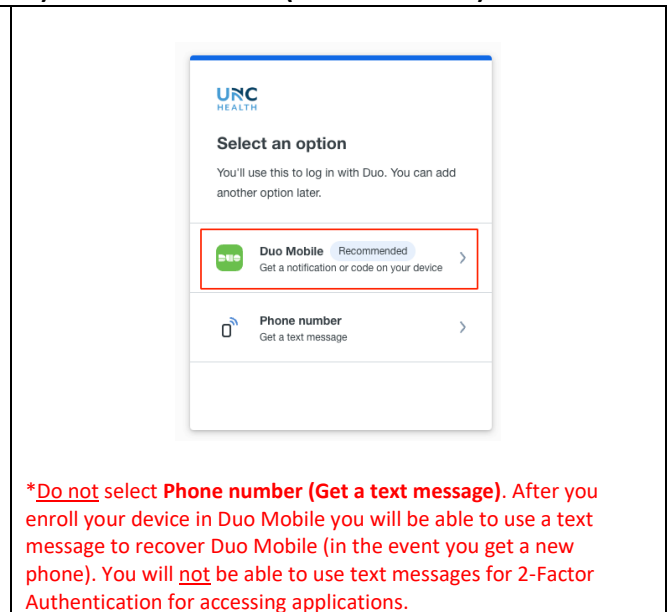 UNC
HEALTH
Select an option
You'll use this to log in with Duo. You can add
another option later.
DUO
Duo Mobile Recommended
Get a notification or code on your device
Phone number
Get a text message
*Do not select Phone number (Get a text message). After you
enroll your device in Duo Mobile you will be able to use a text
message to recover Duo Mobile (in the event you get a new
phone). You will not be able to use text messages for 2-Factor
Authentication for accessing applications.